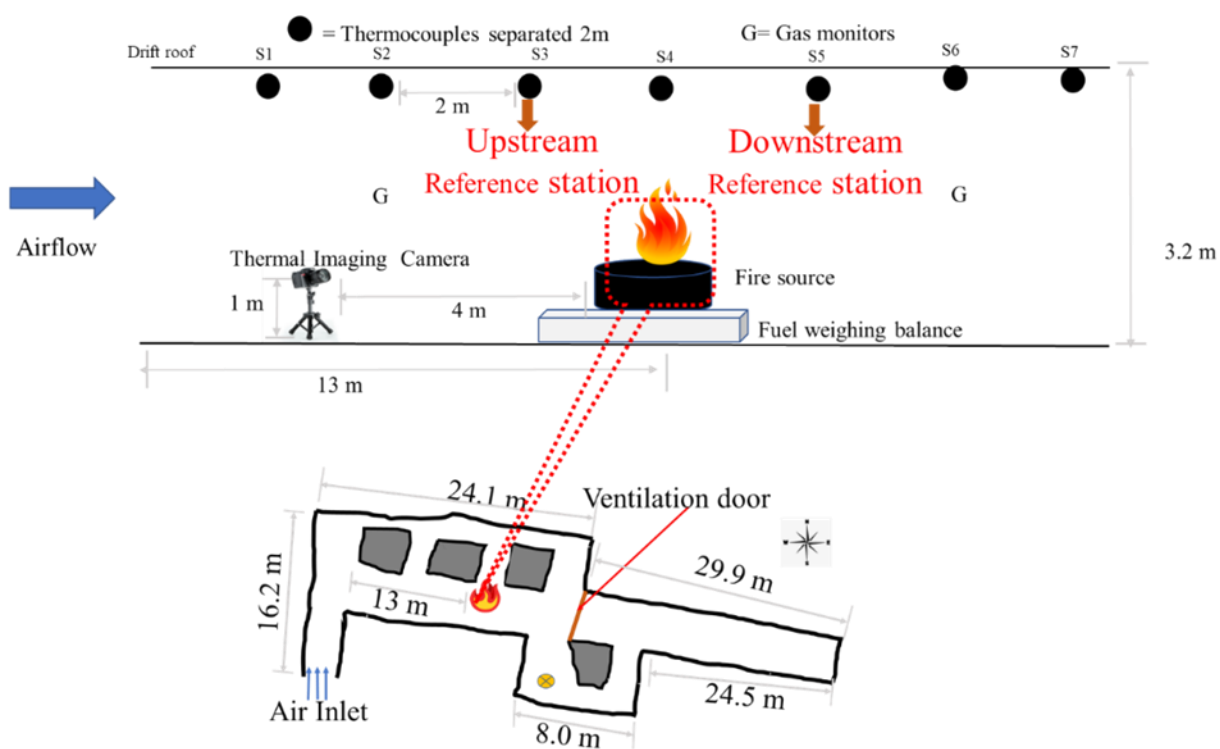 = Thermocouples separated 2m
G= Gas monitors
Drift roof
S1
S2
S3
S4
S5
S6
S7
2 m
Upstream
Reference station
Downstream
Reference station
G
G
Airflow
3.2 m
Thermal Imaging Camera
1 m
4 m
Fire source
Fuel weighing balance
13 m
24.1 m
Ventilation door
29.9 m
16.2 m
13 m
24.5 m
Air Inlet
8.0 m